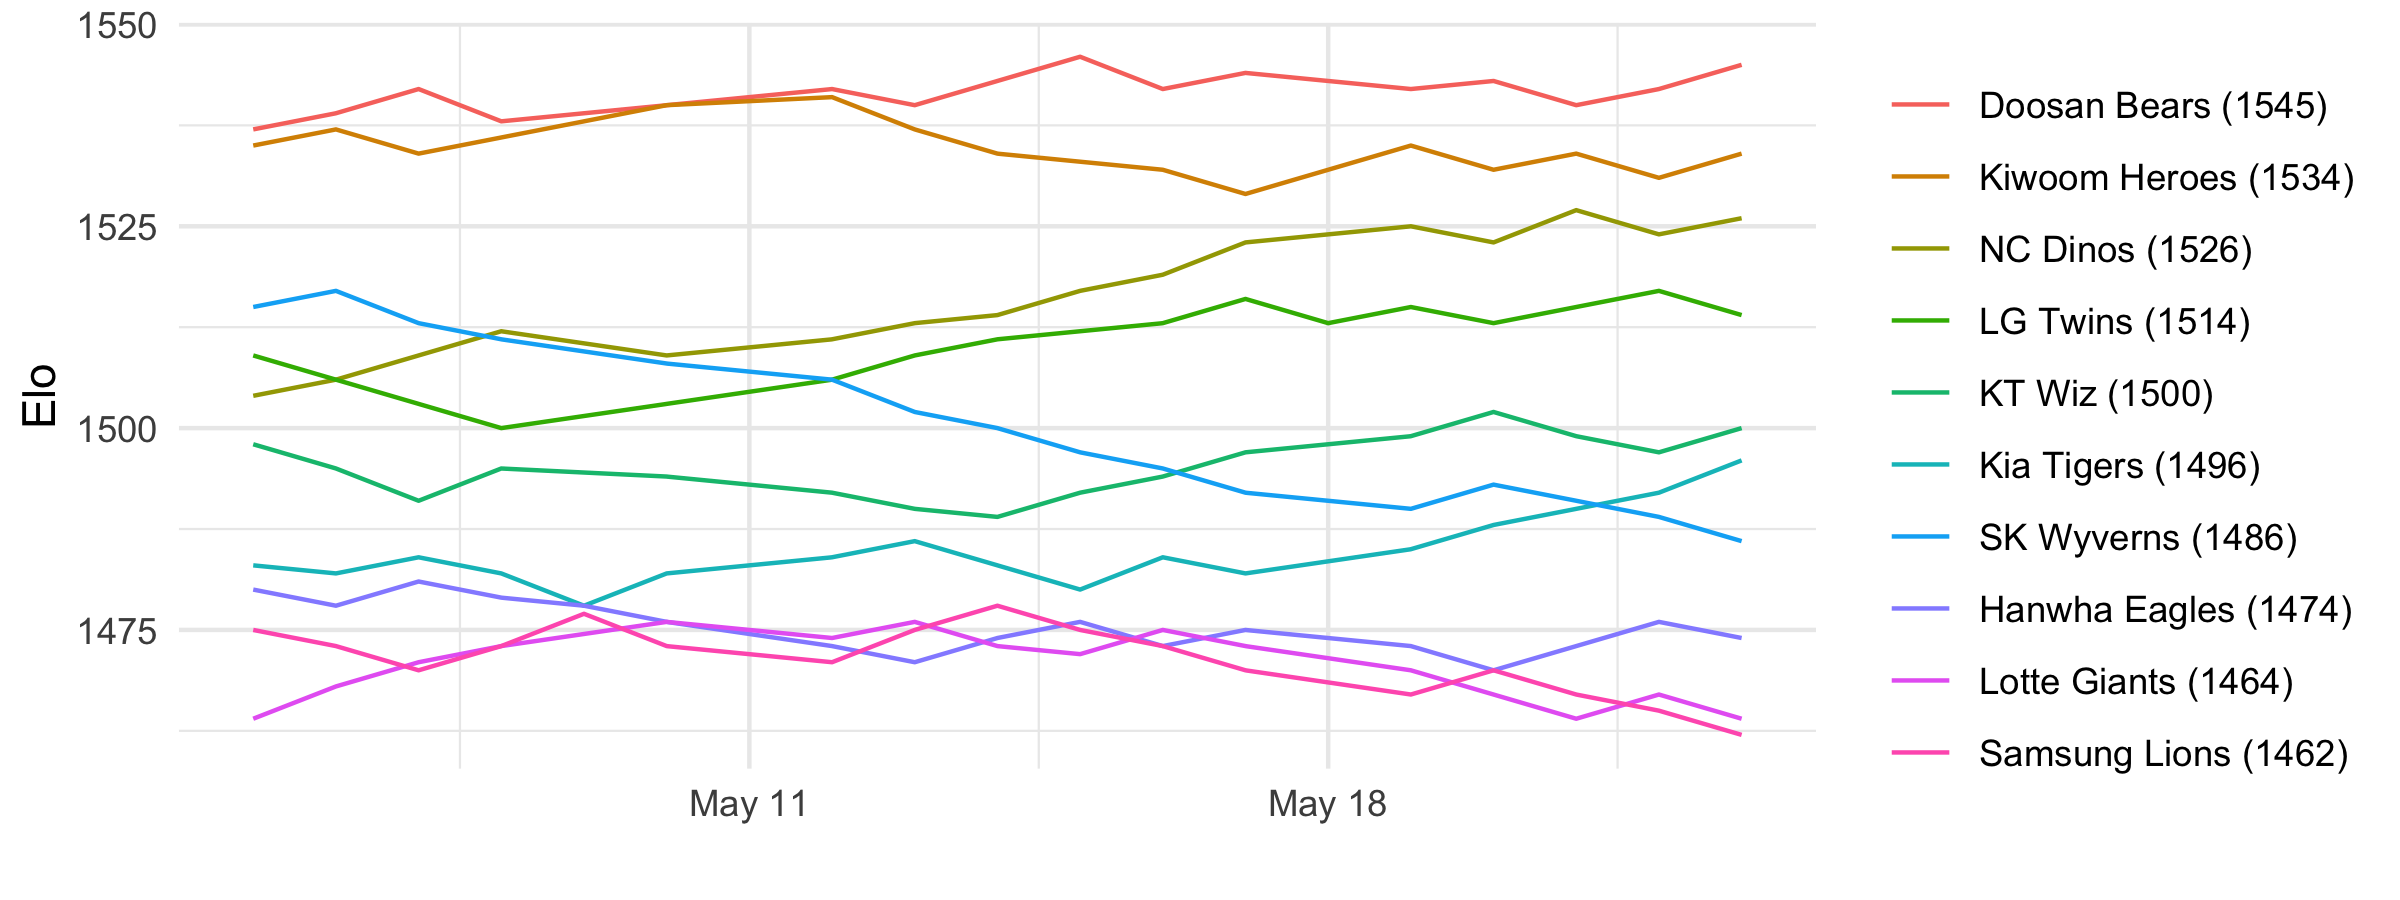 1550
1525
1500
1475
Elo
May 11
May 18
Doosan Bears (1545)
Kiwoom Heroes (1534)
NC Dinos (1526)
LG Twins (1514)
KT Wiz (1500)
Kia Tigers (1496)
SK Wyverns (1486)
Hanwha Eagles (1474)
Lotte Giants (1464)
Samsung Lions (1462)